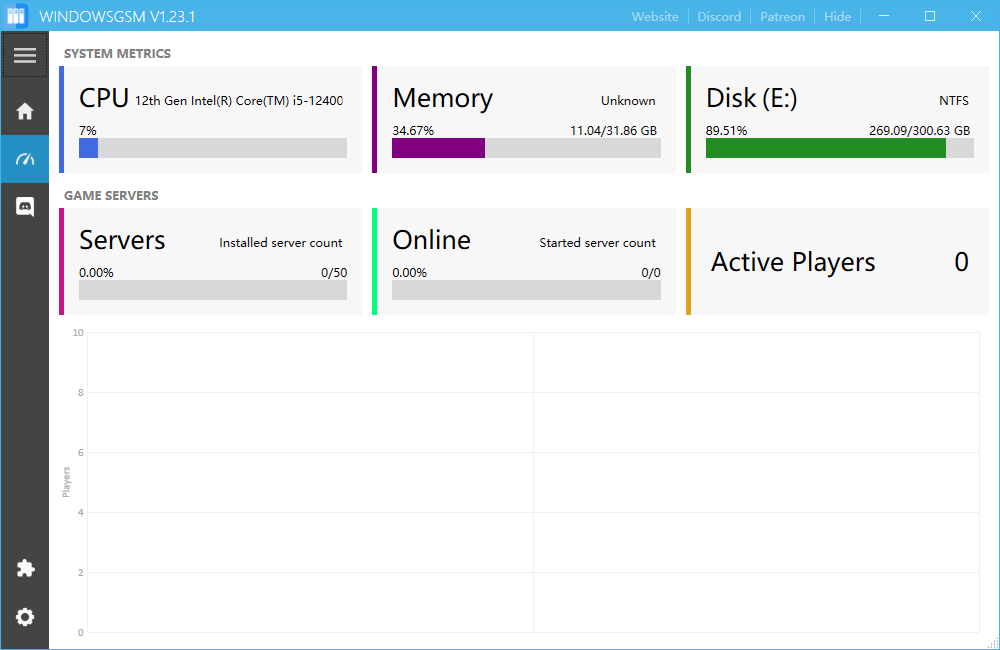 WINDOWSGSM V1.23.1 Website Discord Patreon Hide
SYSTEM METRICS
CPU 12th Gen Intel(R) Core(TM) i5-12400
7%
Memory Unknown
34.67% 11.04/31.86 GB
Disk (E:) NTFS
89.51% 269.09/300.63 GB
GAME SERVERS
Servers Installed server count
0.00% 0/50
Online Started server count
0.00% 0/0
Active Players 0
10
8
6
4
2
0
Players